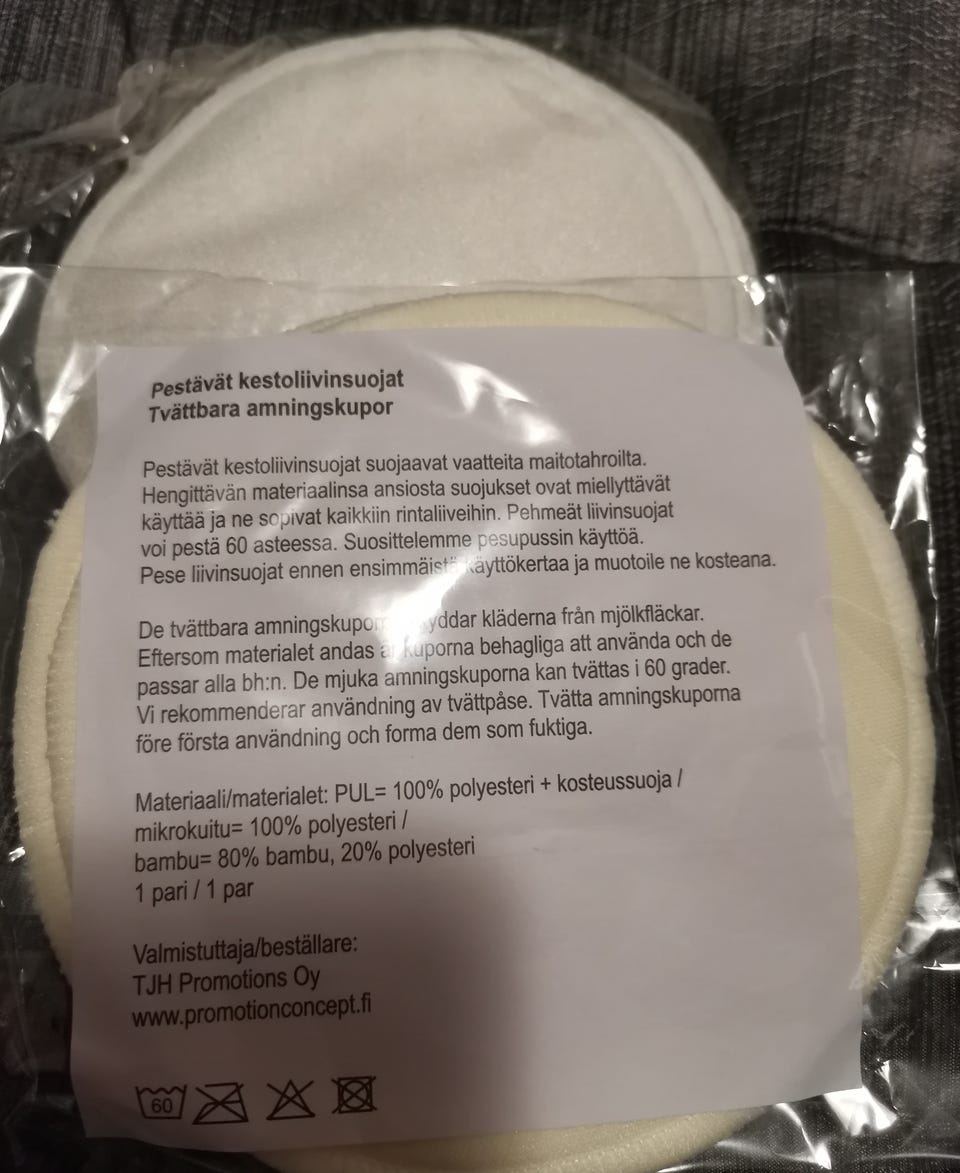 Pestävät kestoliivinsuojat
Tvättbara amningskupor
Pestävät kestoliivinsuojat suojaavat vaatteita maitotahroilta.
Hengittävän materiaalinsa ansiosta suojukset ovat miellyttävät
käyttää ja ne sopivat kaikkiin rintaliiveihin. Pehmeät liivinsuojat
voi pestä 60 asteessa. Suosittelemme pesupussin käyttöä.
Pese liivinsuojat ennen ensimmäistä käyttökertaa ja muotoile ne kosteana.
De tvättbara kläderna från mjölkfläckar.
Eftersom materialet andas är kuporna behagliga att använda och de
passar alla bh:n. De mjuka amningskuporna kan tvättas i 60 grader.
Vi rekommenderar användning av tvättpåse. Tvätta amningskuporna
före första användning och forma dem som fuktiga.
Materiaali/materialet: PUL= 100% polyesteri + kosteussuoja /
mikrokuitu= 100% polyesteri /
bambu= 80% bambu, 20% polyesteri
1 pari / 1 par
Valmistuttaja/beställare:
TJH Promotions Oy
www.promotionconcept.fi
60